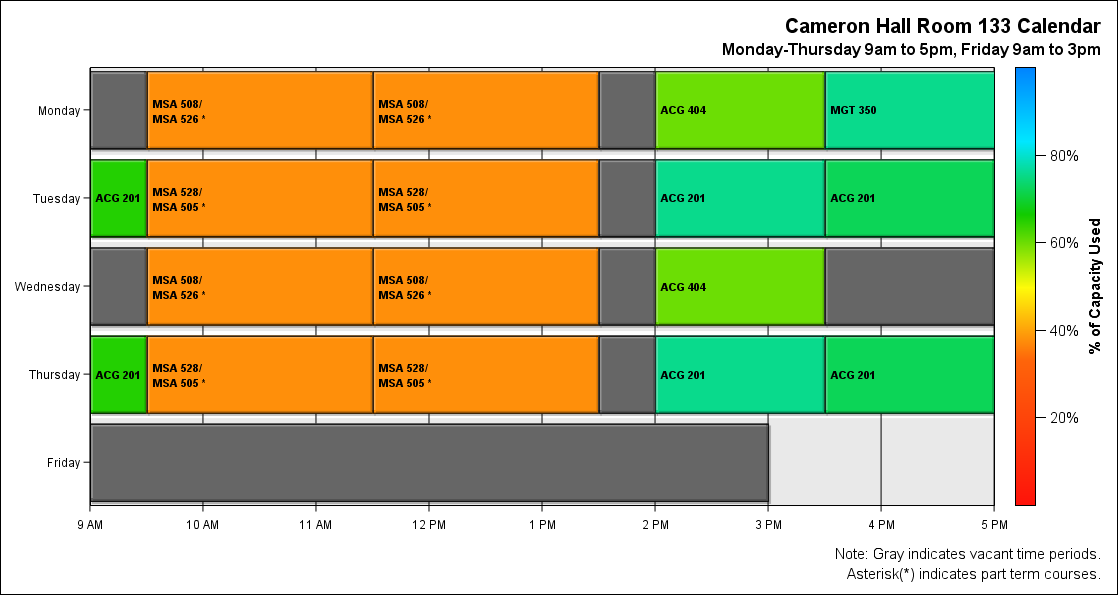 Cameron Hall Room 133 Calendar
Monday-Thursday 9am to 5pm, Friday 9am to 3pm
Monday
MSA 508/
MSA 526 *
MSA 508/
MSA 526 *
ACG 404
MGT 350
Tuesday
ACG 201
MSA 528/
MSA 505 *
MSA 528/
MSA 505 *
ACG 201
ACG 201
Wednesday
MSA 508/
MSA 526 *
MSA 508/
MSA 526 *
ACG 404
Thursday
ACG 201
MSA 528/
MSA 505 *
MSA 528/
MSA 505 *
ACG 201
ACG 201
Friday
9 AM
10 AM
11 AM
12 PM
1 PM
2 PM
3 PM
4 PM
5 PM
80%
60%
40%
20%
% of Capacity Used
Note: Gray indicates vacant time periods.
Asterisk(*) indicates part term courses.